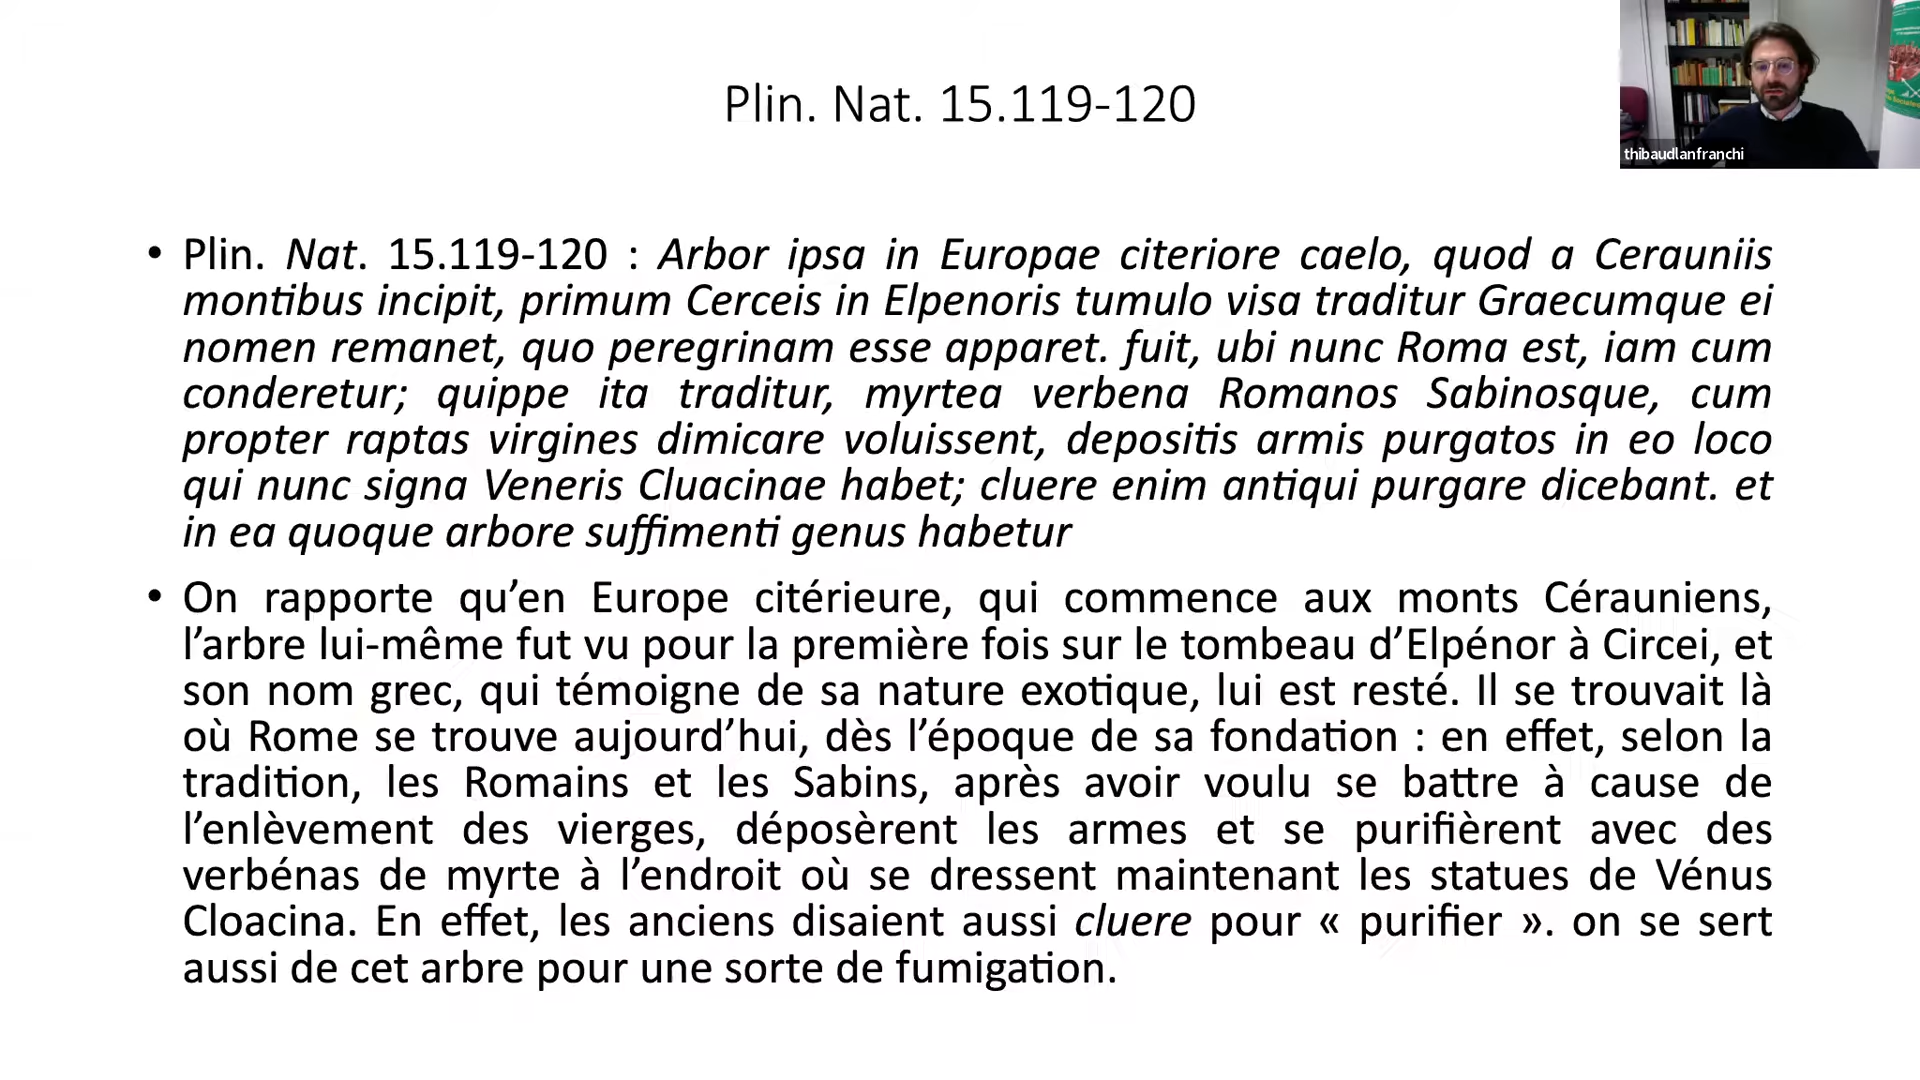 Plin. Nat. 15.119-120
thibaudlanfranchi
• Plin. Nat. 15.119-120 : Arbor ipsa in Europae citeriore caelo, quod a Cerauniis
montibus incipit, primum Cerceis in Elpenoris tumulo visa traditur Graecumque ei
nomen remanet, quo peregrinam esse apparet. fuit, ubi nunc Roma est, iam cum
conderetur; quippe ita traditur, myrtea verbena Romanos Sabinosque, cum
propter raptas virgines dimicare voluissent, depositis armis purgatos in eo loco
qui nunc signa Veneris Cluacinae habet; cluere enim antiqui purgare dicebant. et
in ea quoque arbore suffimenti genus habetur
• On rapporte qu’en Europe citérieure, qui commence aux monts Cérauniens,
l’arbre lui-même fut vu pour la première fois sur le tombeau d’Elpénor à Circei, et
son nom grec, qui témoigne de sa nature exotique, lui est resté. Il se trouvait là
où Rome se trouve aujourd’hui, dès l’époque de sa fondation : en effet, selon la
tradition, les Romains et les Sabins, après avoir voulu se battre à cause de
l’enlèvement des vierges, déposèrent les armes et se purifièrent avec des
verbénas de myrte à l’endroit où se dressent maintenant les statues de Vénus
Cloacina. En effet, les anciens disaient aussi cluere pour « purifier ». on se sert
aussi de cet arbre pour une sorte de fumigation.